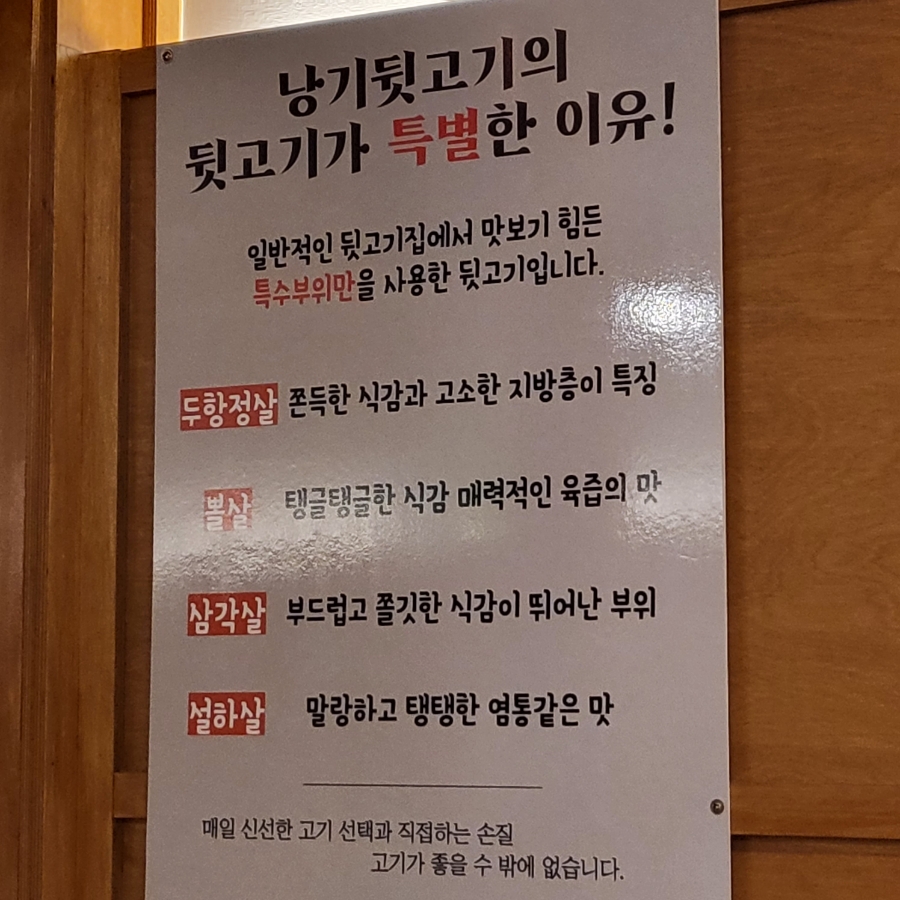 낭기뒷고기의
뒷고기가 특별한 이유!
일반적인 뒷고기집에서 맛보기 힘든
특수부위만을 사용한 뒷고기입니다.
두항정살 쫀득한 식감과 고소한 지방층이 특징
뽈살 탱글탱글한 식감 매력적인 육즙의 맛
삼각살 부드럽고 쫄깃한 식감이 뛰어난 부위
설하살 말랑하고 탱탱한 염통같은 맛
매일 신선한 고기 선택과 직접하는 손질
고기가 좋을 수 밖에 없습니다.